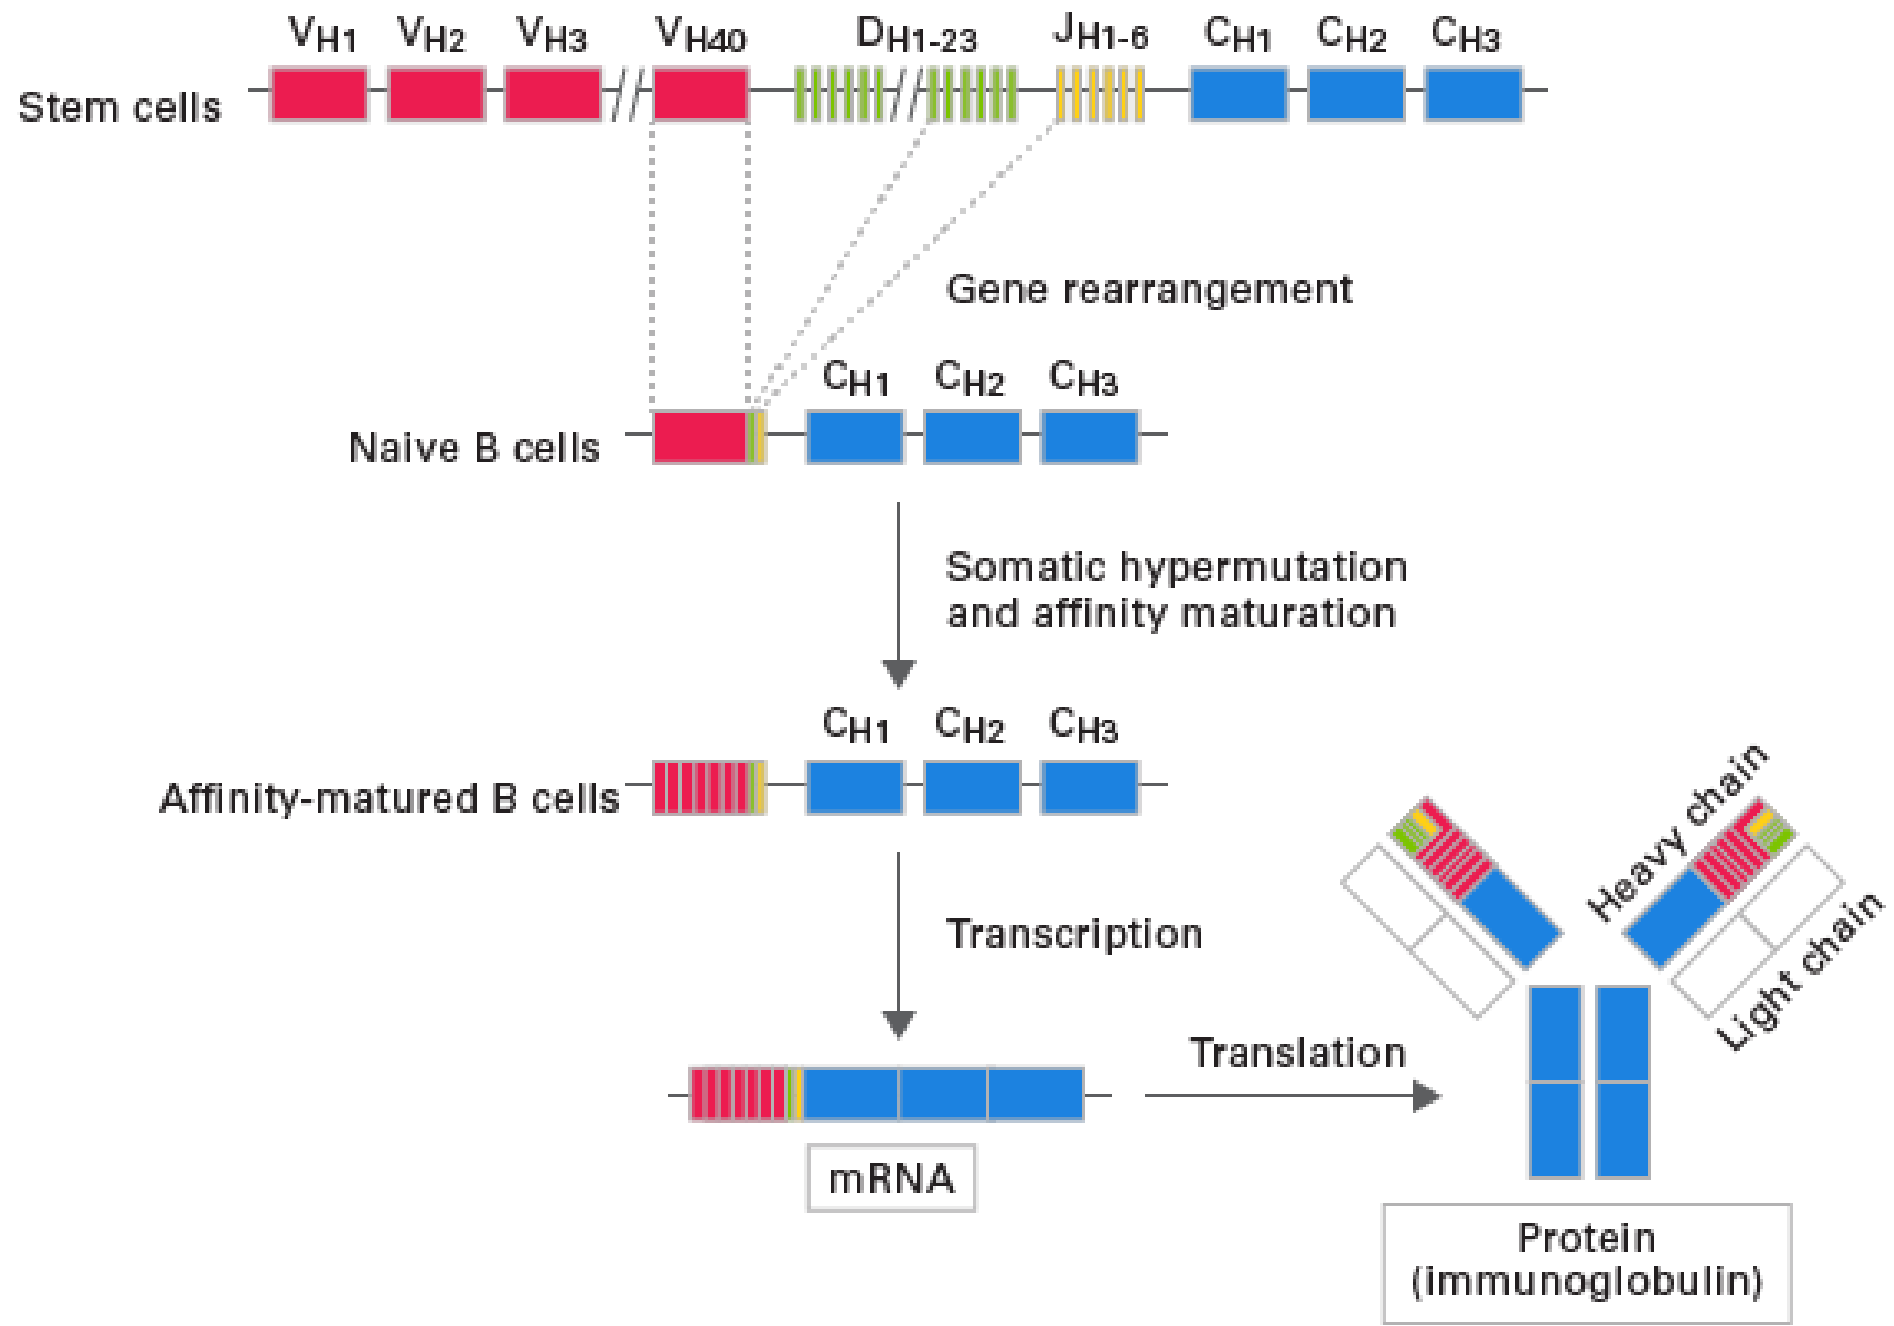 VH1 VH2 VH3 VH40 DH1-23 JH1-6 CH1 CH2 CH3
Stem cells
Gene rearrangement
CH1 CH2 CH3
Naive B cells
Somatic hypermutation
and affinity maturation
CH1 CH2 CH3
Affinity-matured B cells
Heavy chain
Light chain
Transcription
Translation
mRNA
Protein
(immunoglobulin)